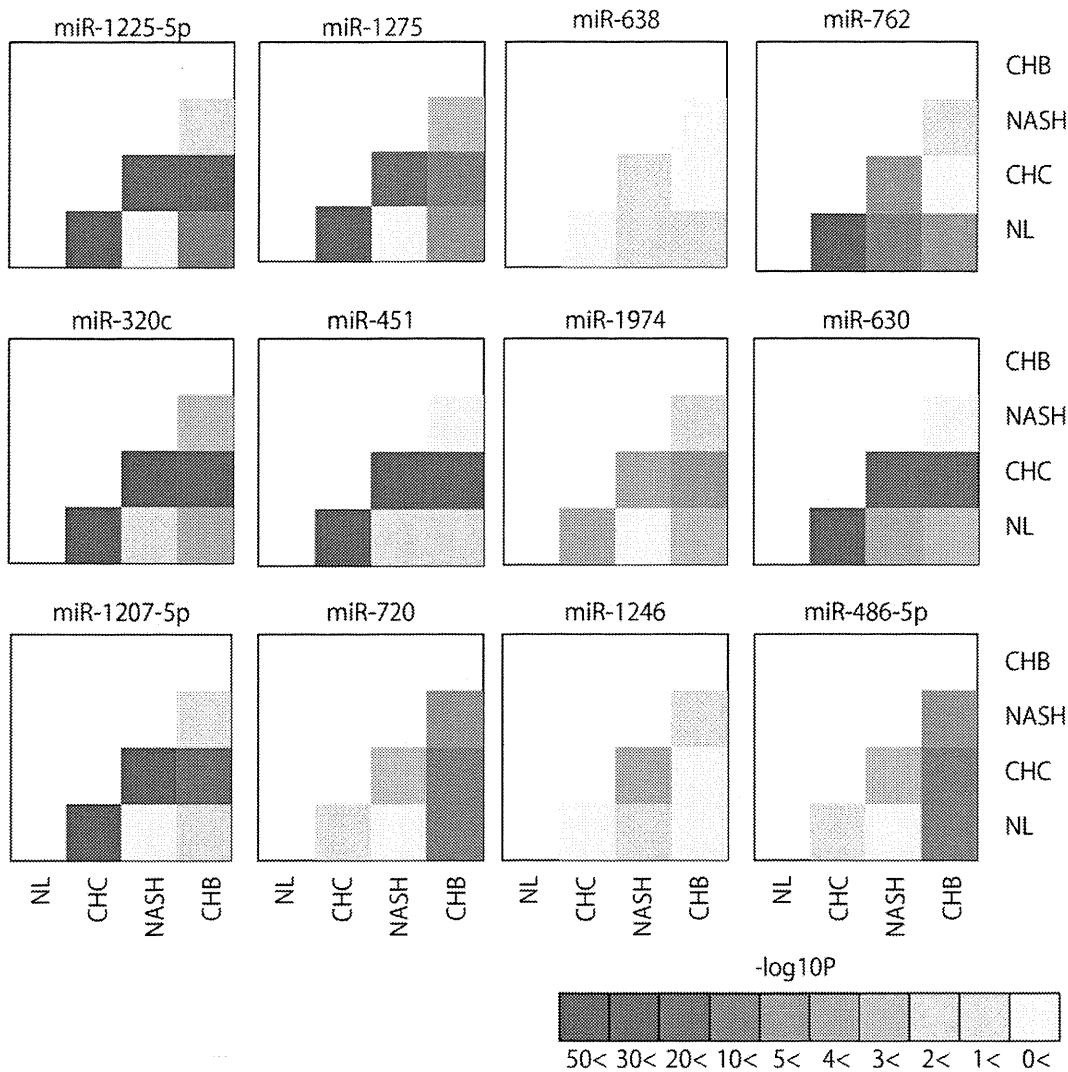 miR-1225-5p miR-1275 miR-638 miR-762
CHB
NASH
CHC
NL
miR-320c miR-451 miR-1974 miR-630
CHB
NASH
CHC
NL
miR-1207-5p miR-720 miR-1246 miR-486-5p
CHB
NASH
CHC
NL
NL CHC NASH CHB NL CHC NASH CHB NL CHC NASH CHB NL CHC NASH CHB
-log10P
50< 30< 20< 10< 5< 4< 3< 2< 1< 0<